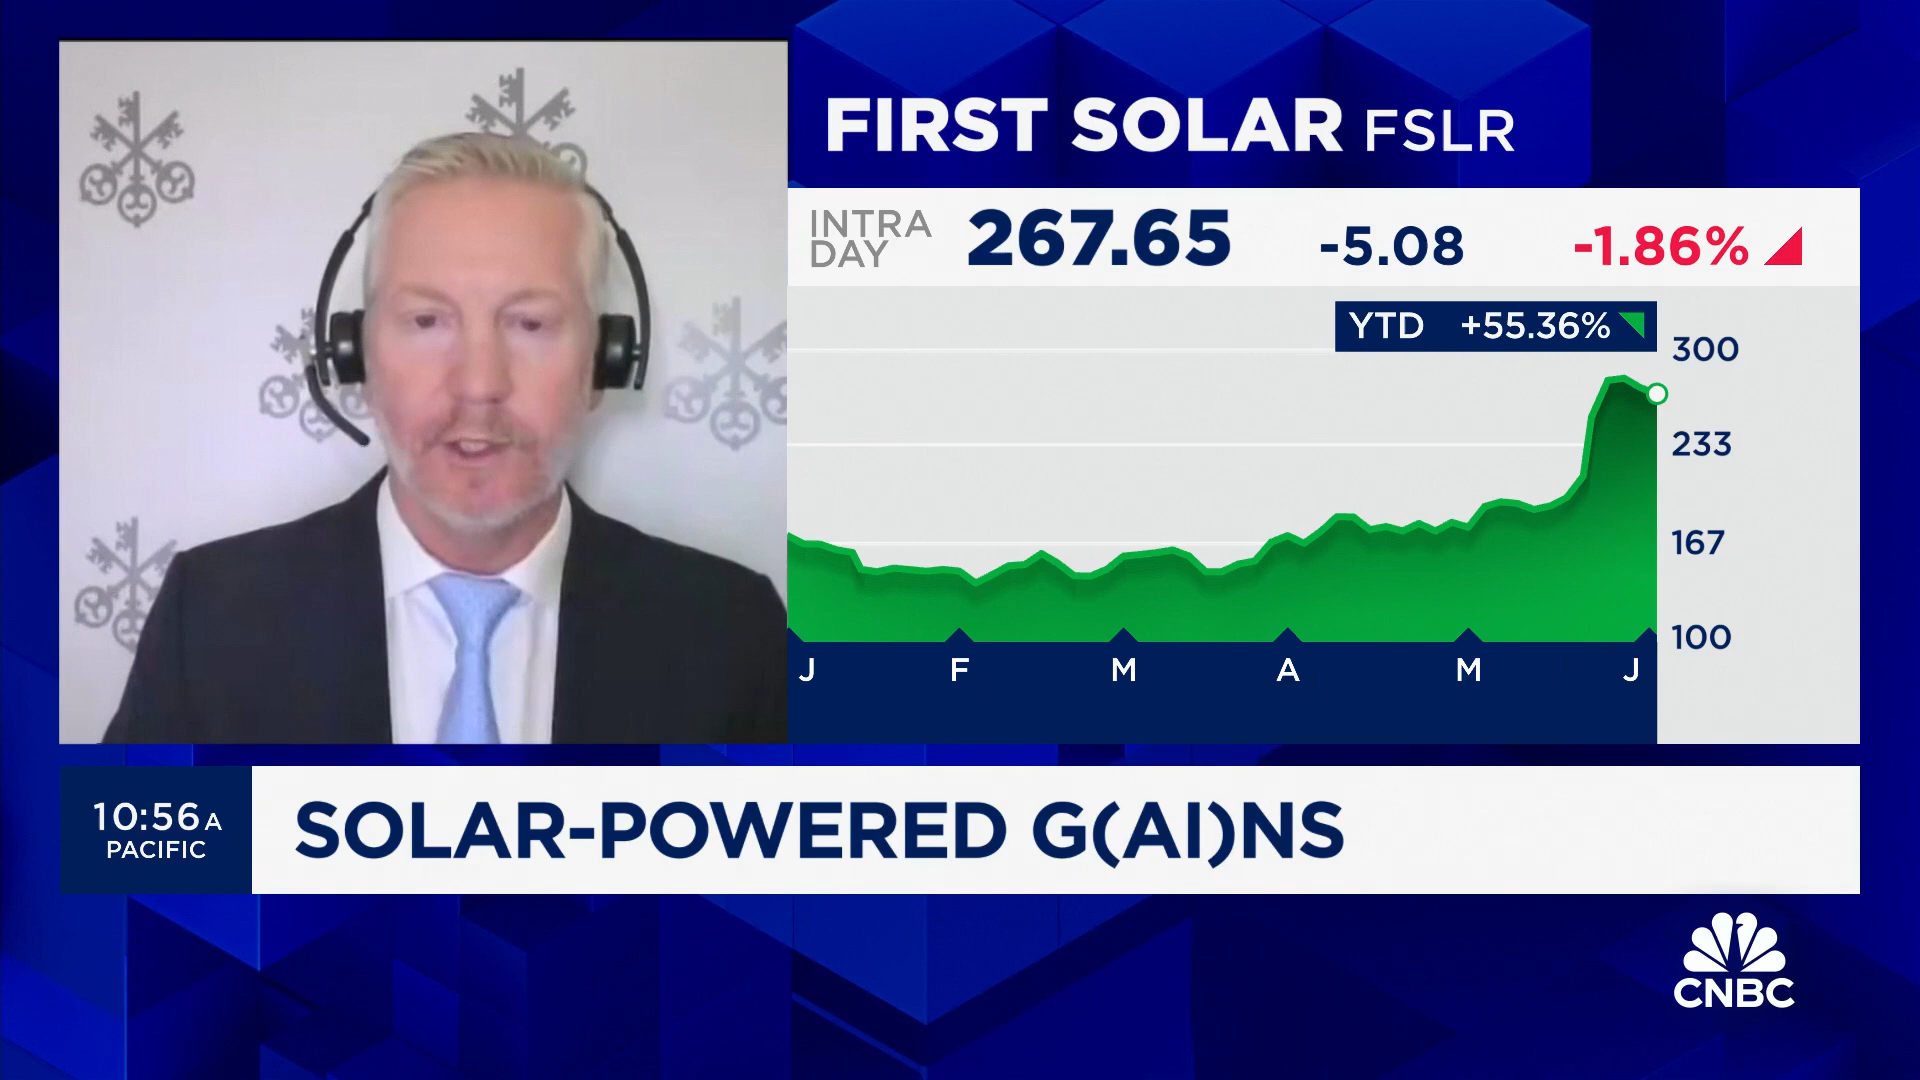 FIRST SOLAR FSLR
INTRA
DAY
267.65
-5.08
-1.86%
YTD +55.36%
300
233
167
100
J F M A M J
10:56A
PACIFIC
SOLAR-POWERED G(AI)NS
CNBC